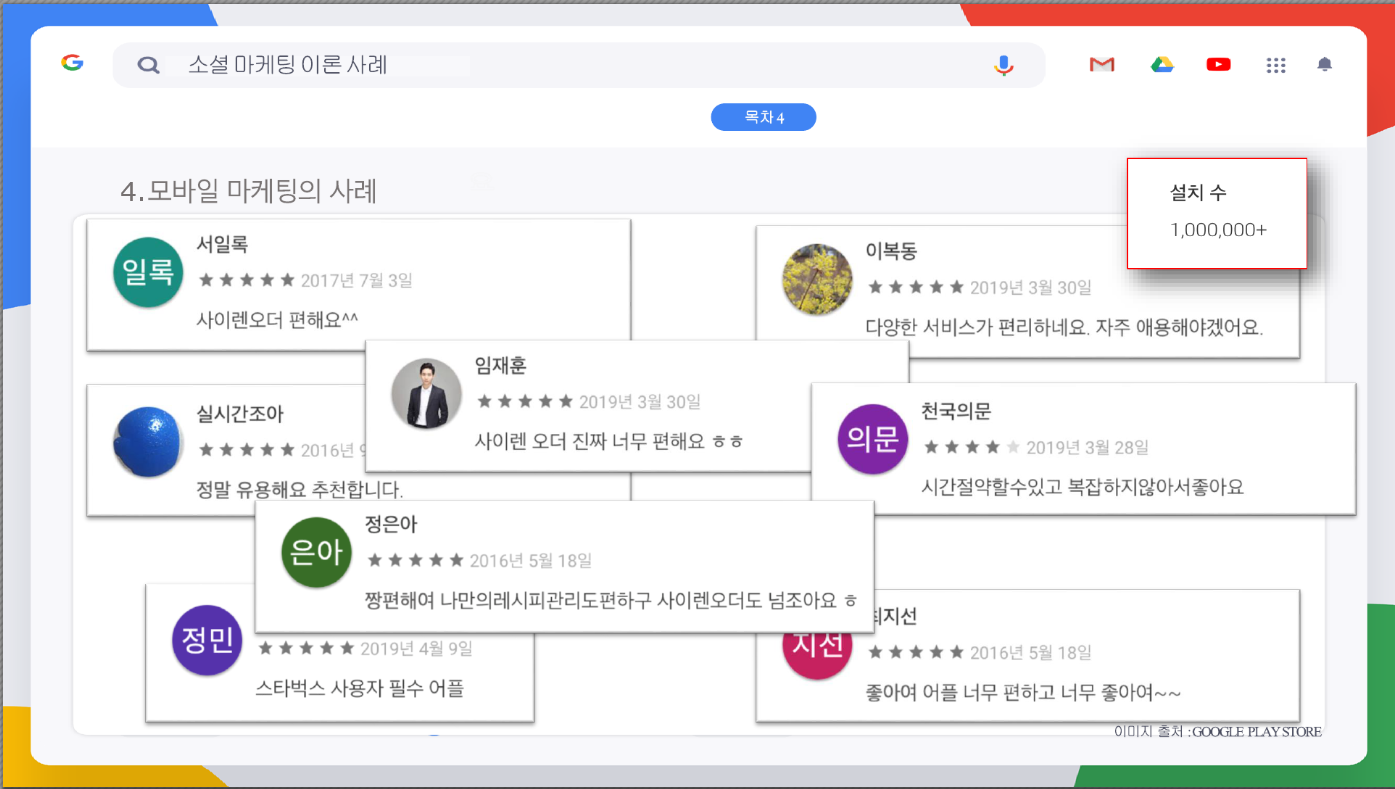 소셜 마케팅 이론 사례
목차 4
4.모바일 마케팅의 사례
설치 수
1,000,000+
일록
서일록
★★★★★ 2017년 7월 3일
사이렌오더 편해요^^
이복동
★★★★★ 2019년 3월 30일
다양한 서비스가 편리하네요. 자주 애용해야겠어요.
임재훈
★★★★★ 2019년 3월 30일
사이렌 오더 진짜 너무 편해요 ㅎㅎ
실시간조아
★★★★★ 2016년
정말 유용해요 추천합니다.
의문
천국의문
★★★★★ 2019년 3월 28일
시간절약할수있고 복잡하지않아서좋아요
은아
정은아
★★★★★ 2016년 5월 18일
짱편해여 나만의레시피관리도편하구 사이렌오더도 넘조아요 ㅎ
정민
★★★★★ 2019년 4월 9일
스타벅스 사용자 필수 어플
지선
최지선
★★★★★ 2016년 5월 18일
좋아여 어플 너무 편하고 너무 좋아여~~
이미지 출처 :GOOGLE PLAY STORE